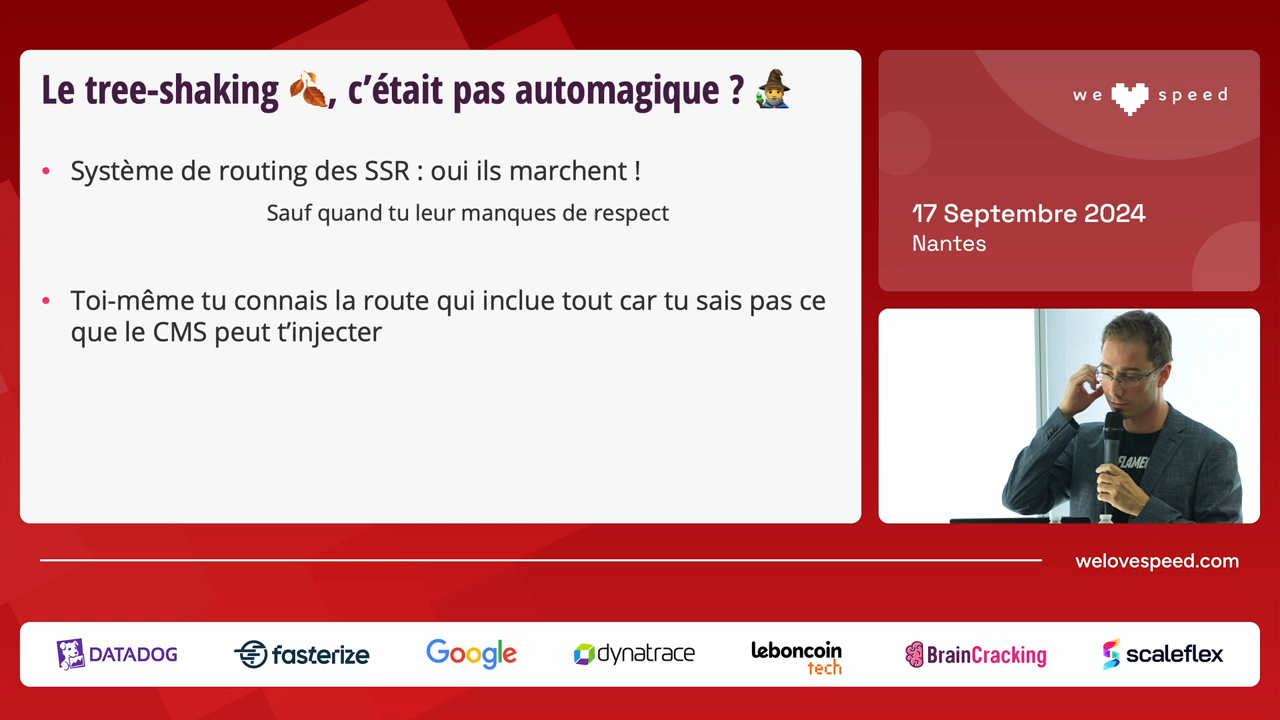 Le tree-shaking 🍂, c’était pas automagique ? 🧙‍♂️
• Système de routing des SSR : oui ils marchent !
Sauf quand tu leur manques de respect
• Toi-même tu connais la route qui inclue tout car tu sais pas ce
que le CMS peut t’injecter
we speed
17 Septembre 2024
Nantes
FLAME
welovespeed.com
DATADOG
fasterize
Google
dynatrace
leboncoin
tech
BrainCracking
scaleflex